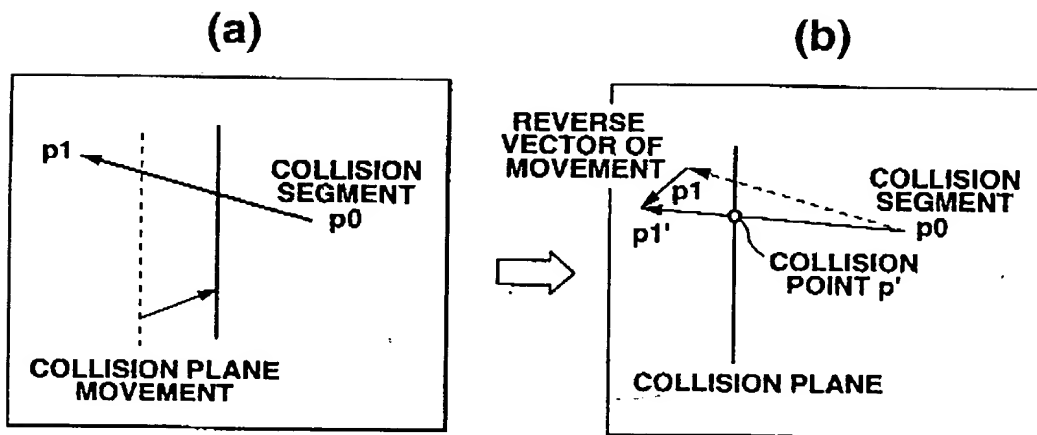 (a)
p1
COLLISION
SEGMENT
p0
COLLISION PLANE
MOVEMENT
(b)
REVERSE
VECTOR OF
MOVEMENT
p1
p1'
COLLISION
SEGMENT
p0
COLLISION
POINT p'
COLLISION PLANE